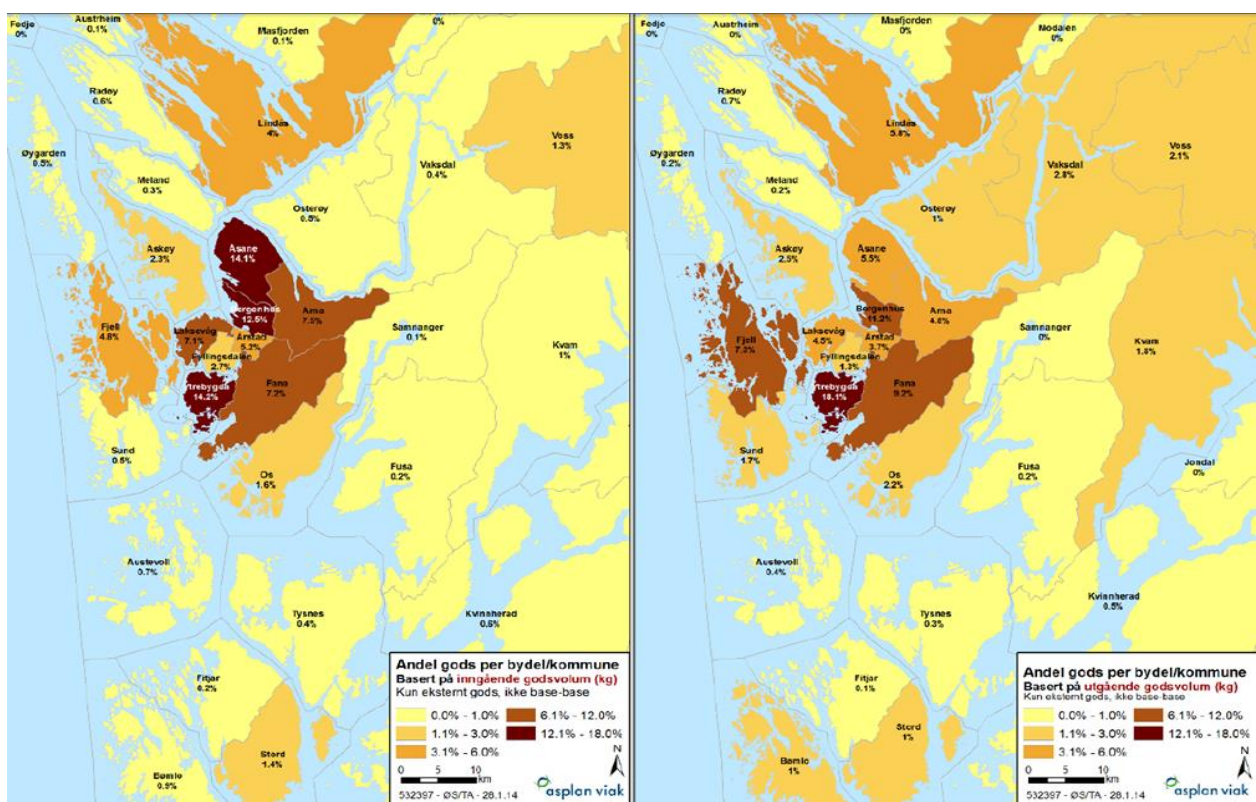 Fedje
0%
Austrheim
0.1%
Masfjorden
0.1%
0%
Radøy
0.6%
Lindås
4%
Voss
1.3%
Øygarden
0.5%
Meland
0.3%
Vaksdal
0.4%
Osterøy
0.5%
Askøy
2.3%
Åsane
14.1%
Bergenhus
12.5%
Arna
Fjell
4.8%
Laksevåg
7.1%
Årstad
5.2%
Samnanger
0.1%
Kvam
1%
Fyllingsdalen
2.7%
Ytrebygda
14.2%
Fana
7.2%
Sund
0.5%
Os
1.6%
Fusa
0.2%
Austevoll
0.7%
Tysnes
0.4%
Kvinnherad
0.6%
Fitjar
0.2%
Stord
1.4%
Bømlo
0.9%
Andel gods per bydel/kommune
Basert på inngående godsvolum (kg)
Kun eksternt gods, ikke base-base
0.0% - 1.0%
6.1% - 12.0%
1.1% - 3.0%
12.1% - 18.0%
3.1% - 6.0%
N
0 5 10
km
532397 - ØS/TA - 28.1.14
asplan viak
Fedje
0%
Austrheim
0%
Masfjorden
0%
Modalen
0%
Radøy
0.7%
Lindås
5.8%
Voss
2.1%
Øygarden
0.2%
Meland
0.2%
Vaksdal
2.8%
Osterøy
1%
Askøy
2.5%
Åsane
5.5%
Bergenhus
11.2%
Arna
4.6%
Fjell
Laksevåg
4.5%
Årstad
3.7%
Samnanger
0%
Kvam
1.8%
Fyllingsdalen
1.3%
Ytrebygda
18.1%
Fana
9.2%
Sund
1.7%
Os
2.2%
Fusa
0.2%
Jondal
0%
Austevoll
0.4%
Tysnes
0.3%
Kvinnherad
0.5%
Fitjar
0.1%
Stord
1%
Bømlo
1%
Andel gods per bydel/kommune
Basert på utgående godsvolum (kg)
Kun eksternt gods, ikke base-base
0.0% - 1.0%
6.1% - 12.0%
1.1% - 3.0%
12.1% - 18.0%
3.1% - 6.0%
N
0 5 10
km
532397 - ØS/TA - 28.1.14
asplan viak